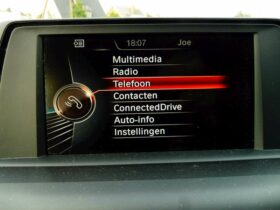 18:07 Joe
Multimedia
Radio
Telefoon
Contacten
ConnectedDrive
Auto-info
Instellingen